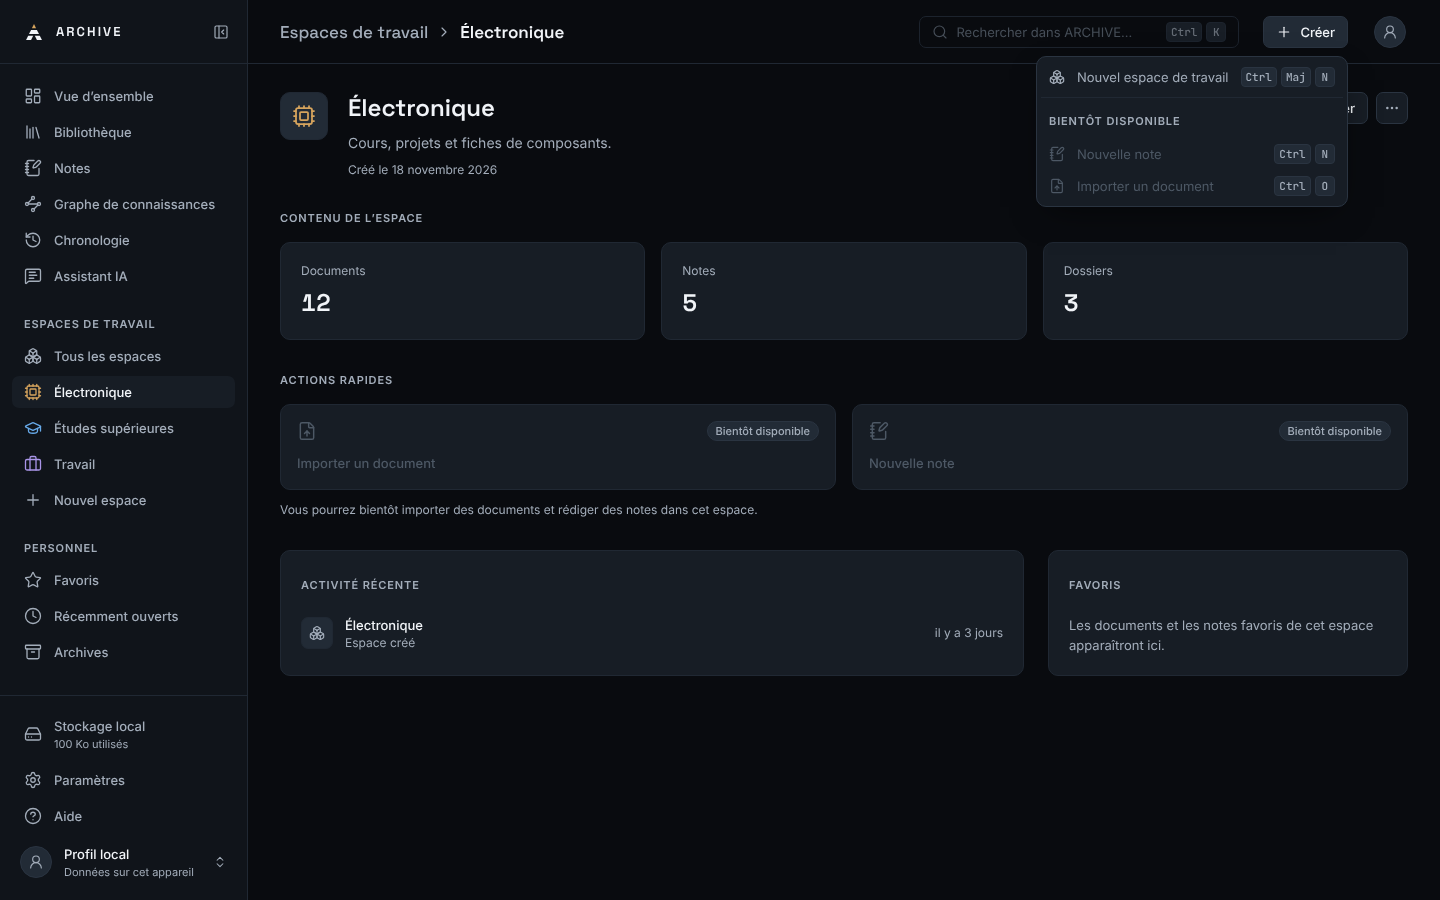 ARCHIVE
Espaces de travail
Électronique
Rechercher dans ARCHIVE...
Ctrl K
Créer
Vue d’ensemble
Bibliothèque
Notes
Graphe de connaissances
Chronologie
Assistant IA
ESPACES DE TRAVAIL
Tous les espaces
Électronique
Études supérieures
Travail
Nouvel espace
PERSONNEL
Favoris
Récemment ouverts
Archives
Stockage local
100 Ko utilisés
Paramètres
Aide
Profil local
Données sur cet appareil
Électronique
Cours, projets et fiches de composants.
Créé le 18 novembre 2026
Nouvel espace de travail Ctrl Maj N
BIENTÔT DISPONIBLE
Nouvelle note Ctrl N
Importer un document Ctrl O
er
CONTENU DE L’ESPACE
Documents
12
Notes
5
Dossiers
3
ACTIONS RAPIDES
Bientôt disponible
Importer un document
Bientôt disponible
Nouvelle note
Vous pourrez bientôt importer des documents et rédiger des notes dans cet espace.
ACTIVITÉ RÉCENTE
Électronique
Espace créé
il y a 3 jours
FAVORIS
Les documents et les notes favoris de cet espace
apparaîtront ici.